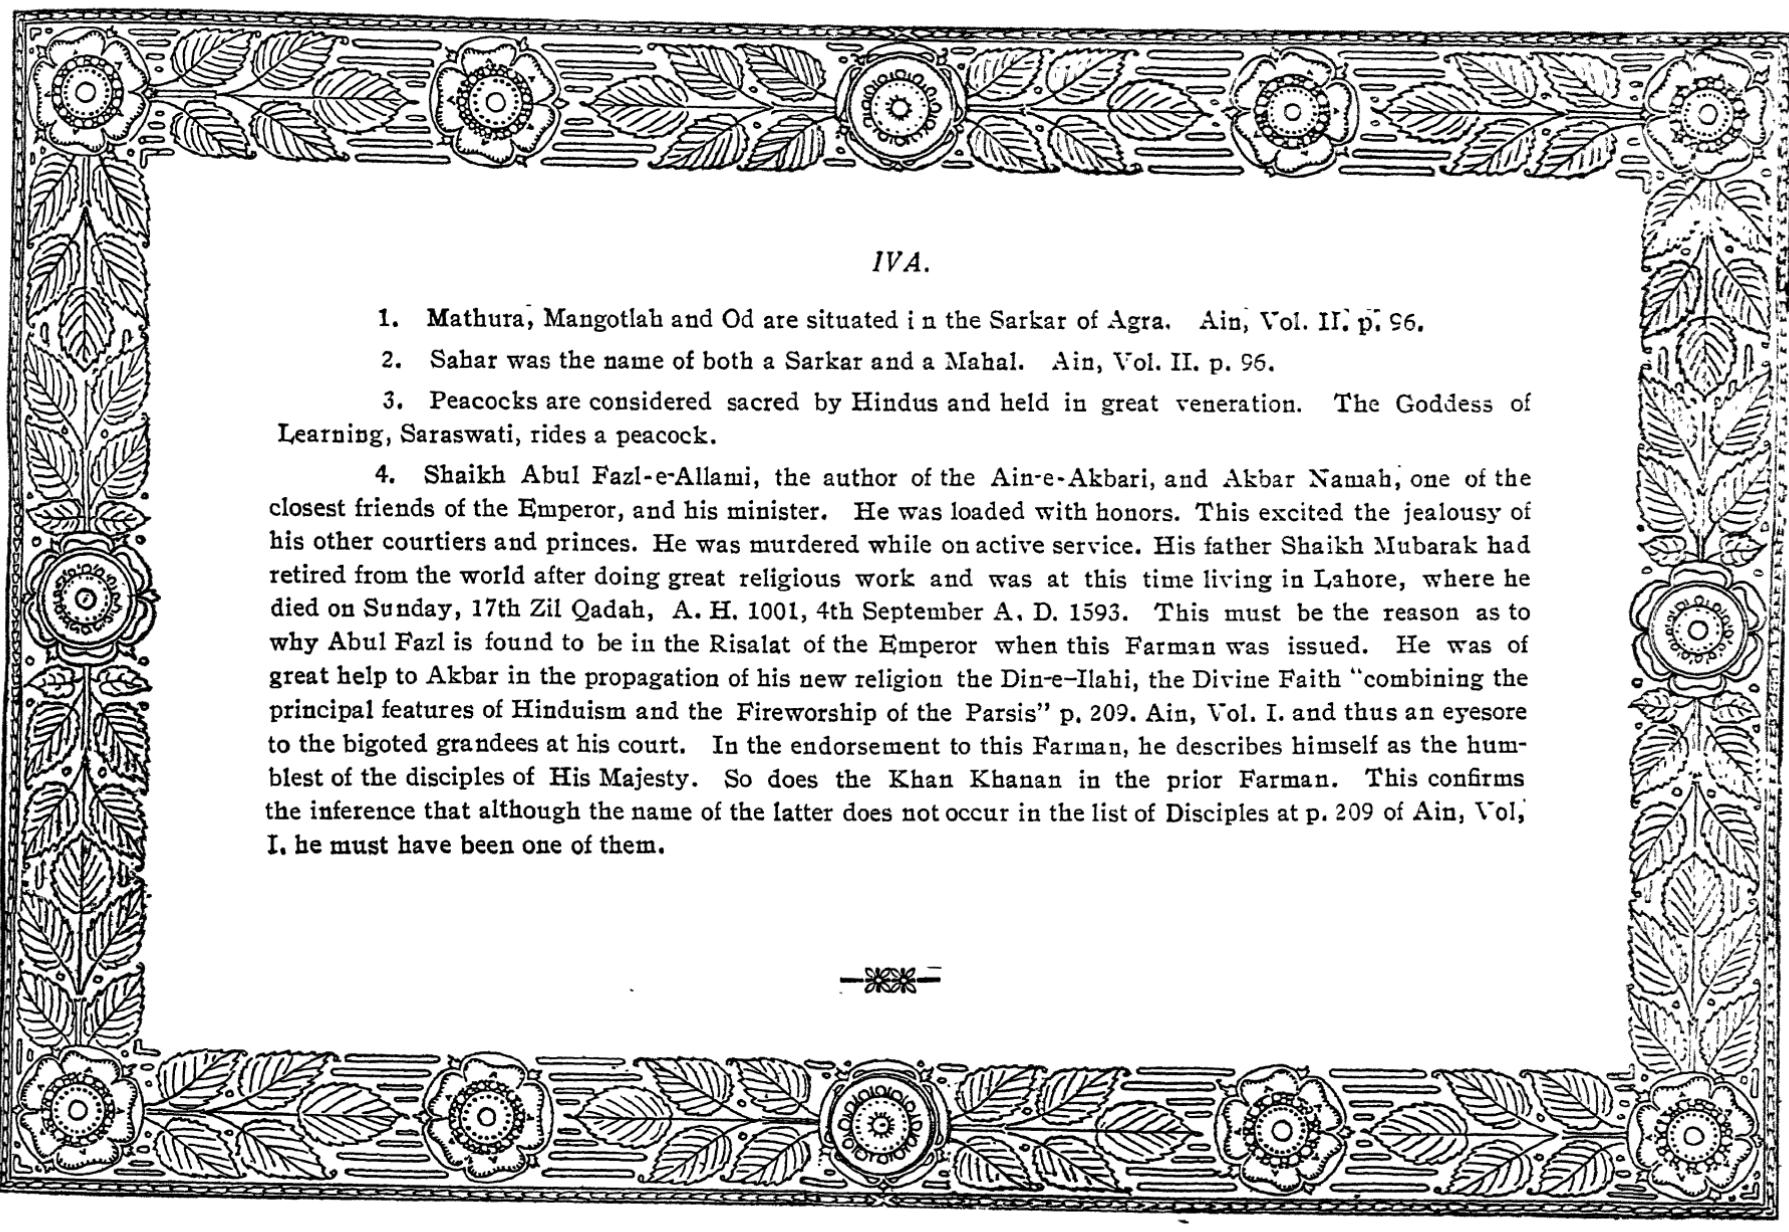 IVA.
1. Mathura, Mangotlah and Od are situated in the Sarkar of Agra. Ain, Vol. II. p. 96.
2. Sahar was the name of both a Sarkar and a Mahal. Ain, Vol. II. p. 96.
3. Peacocks are considered sacred by Hindus and held in great veneration. The Goddess of
Learning, Saraswati, rides a peacock.
4. Shaikh Abul Fazl-e-Allami, the author of the Ain-e-Akbari, and Akbar Namah, one of the
closest friends of the Emperor, and his minister. He was loaded with honors. This excited the jealousy of
his other courtiers and princes. He was murdered while on active service. His father Shaikh Mubarak had
retired from the world after doing great religious work and was at this time living in Lahore, where he
died on Sunday, 17th Zil Qadah, A. H. 1001, 4th September A. D. 1593. This must be the reason as to
why Abul Fazl is found to be in the Risalat of the Emperor when this Farman was issued. He was of
great help to Akbar in the propagation of his new religion the Din-e-Ilahi, the Divine Faith "combining the
principal features of Hinduism and the Fireworship of the Parsis" p. 209. Ain, Vol. I. and thus an eyesore
to the bigoted grandees at his court. In the endorsement to this Farman, he describes himself as the hum-
blest of the disciples of His Majesty. So does the Khan Khanan in the prior Farman. This confirms
the inference that although the name of the latter does not occur in the list of Disciples at p. 209 of Ain, Vol,
I. he must have been one of them.